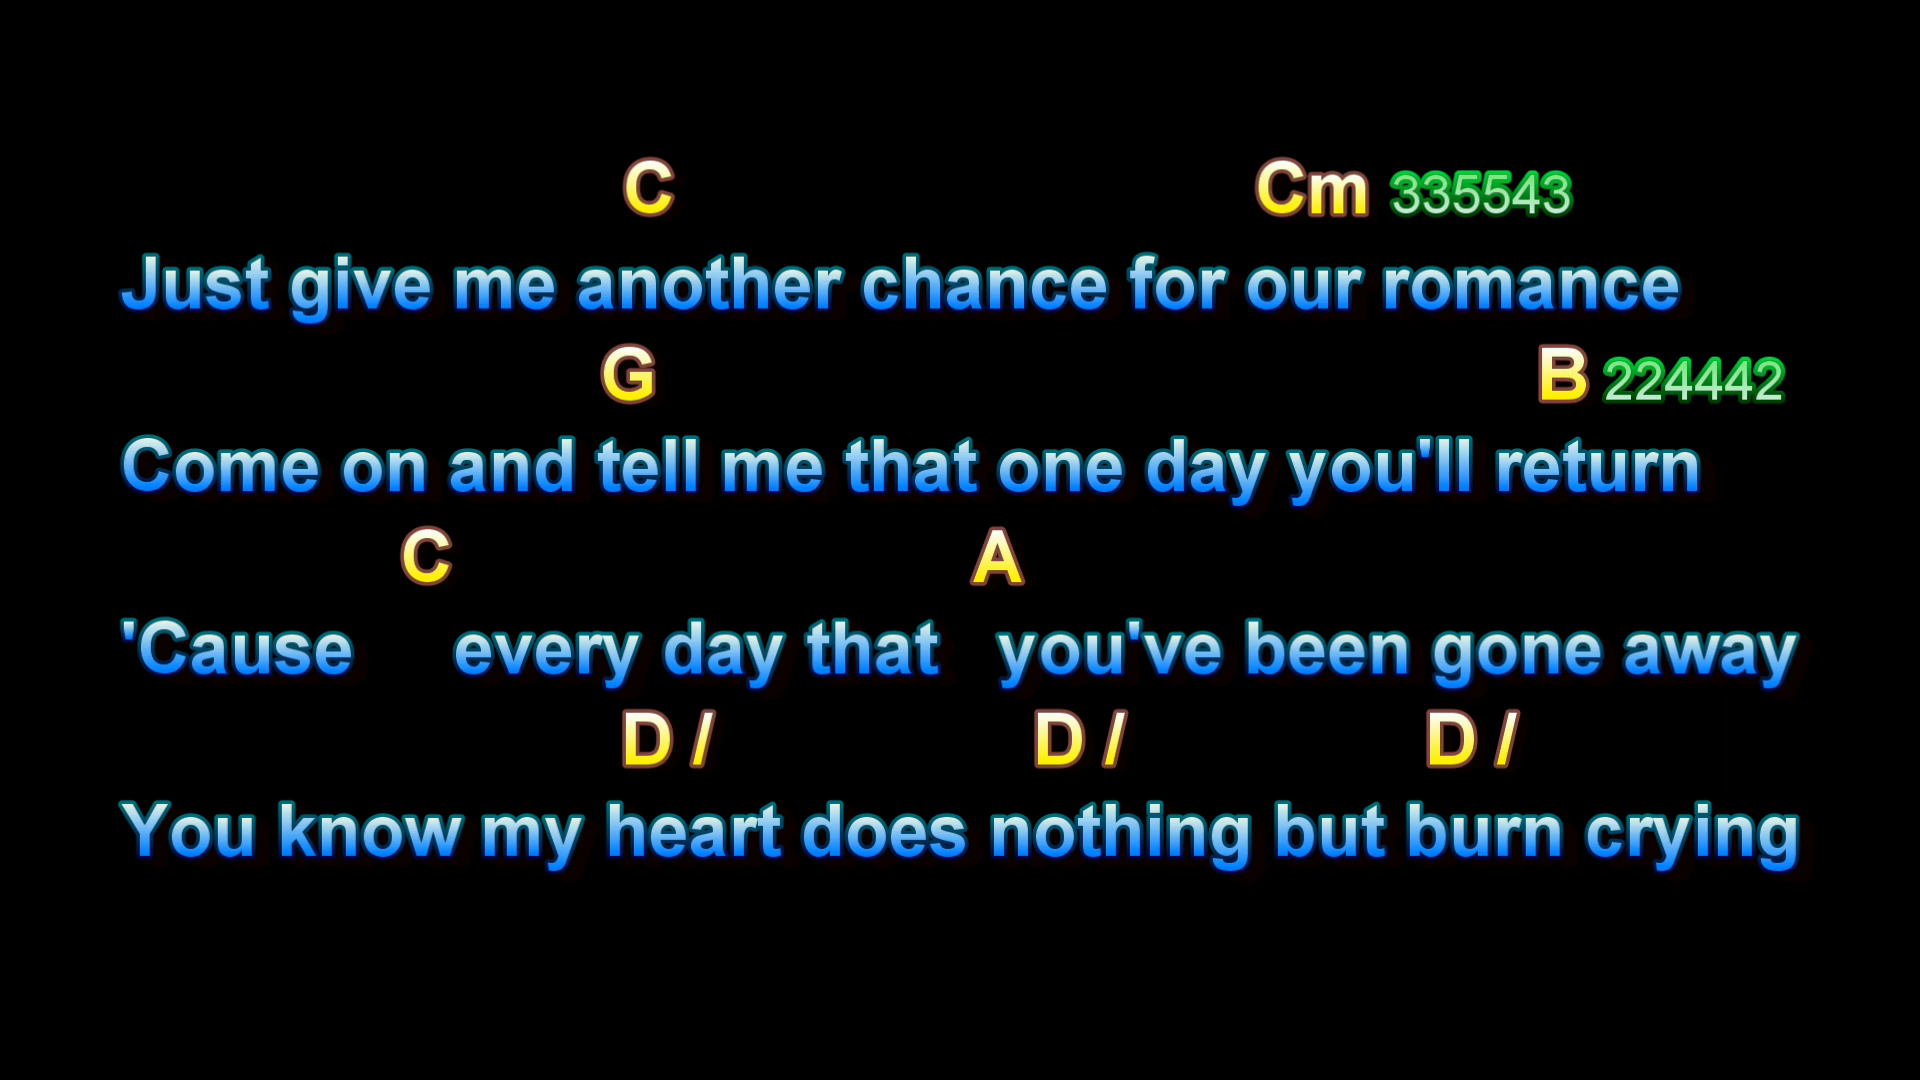 C Cm 335543
Just give me another chance for our romance
G B 224442
Come on and tell me that one day you'll return
C A
'Cause every day that you've been gone away
D / D / D /
You know my heart does nothing but burn crying